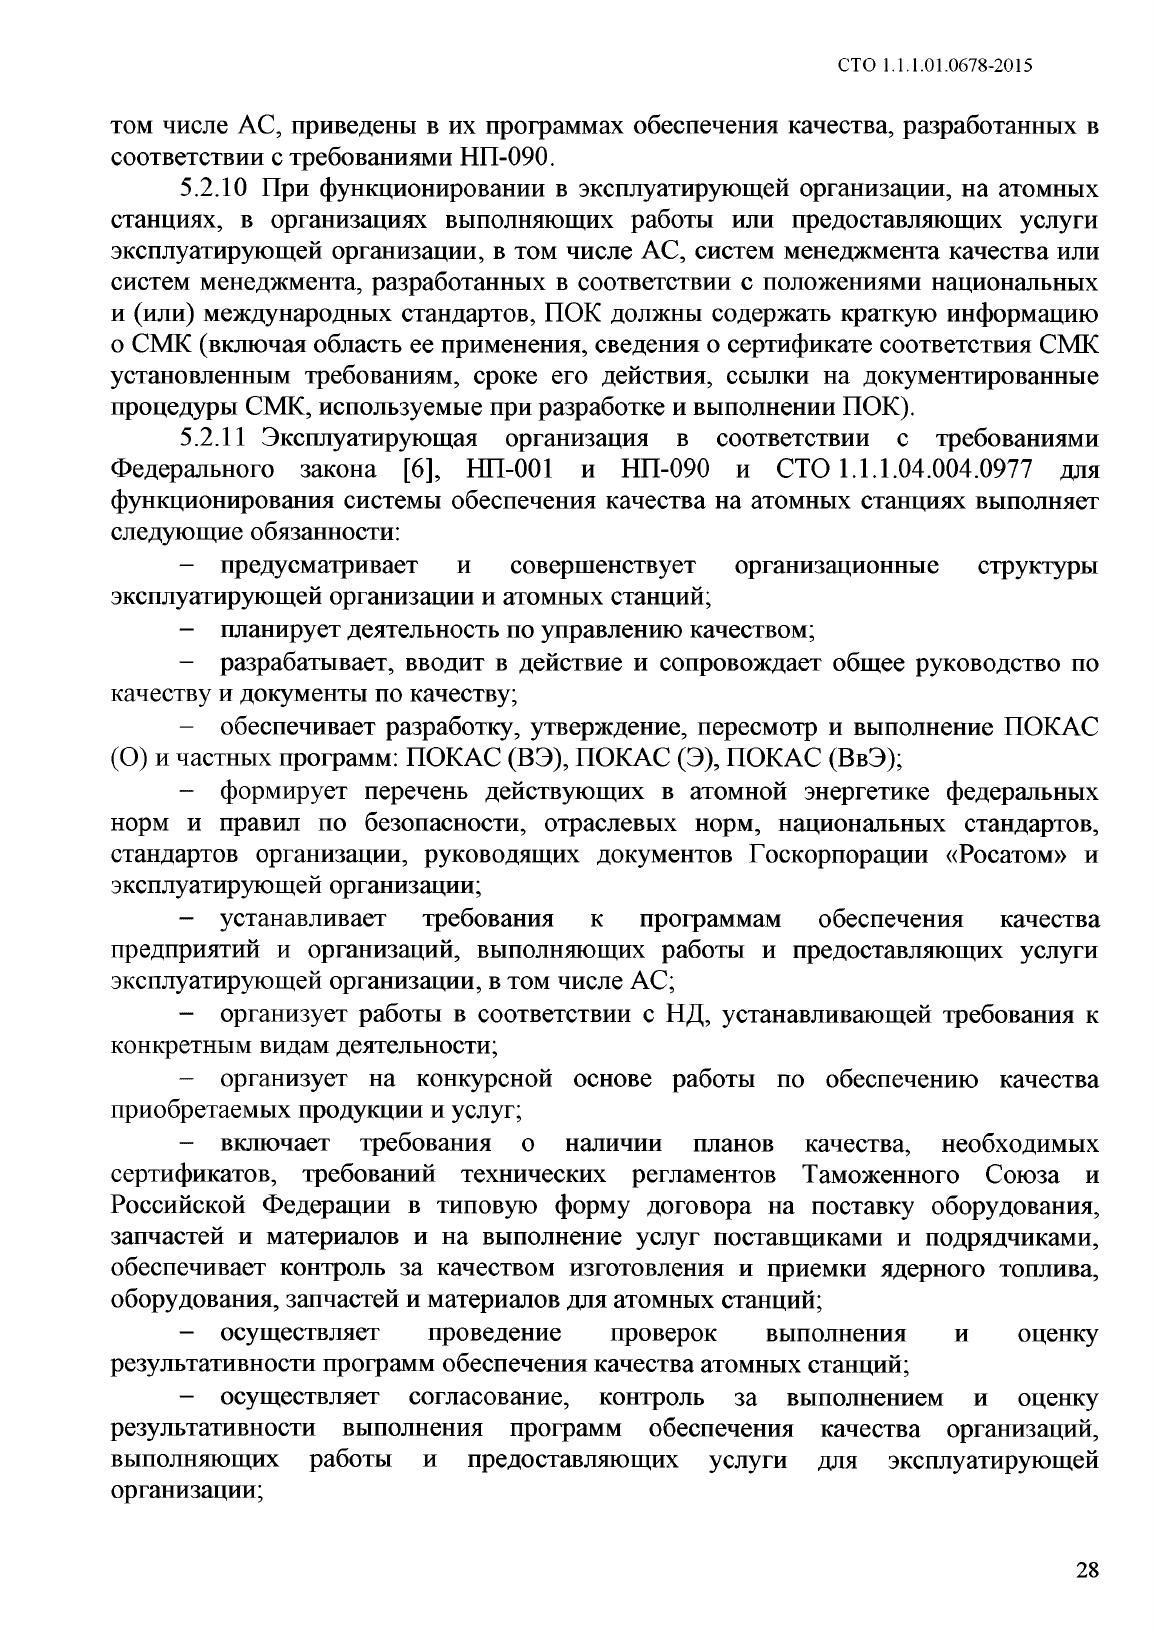 СТО 1.1.1.01.0678-2015
том числе АС, приведены в их программах обеспечения качества, разработанных в
соответствии с требованиями НП-090.
5.2.10 При функционировании в эксплуатирующей организации, на атомных
станциях, в организациях выполняющих работы или предоставляющих услуги
эксплуатирующей организации, в том числе АС, систем менеджмента качества или
систем менеджмента, разработанных в соответствии с положениями национальных
и (или) международных стандартов, ПОК должны содержать краткую информацию
о СМК (включая область ее применения, сведения о сертификате соответствия СМК
установленным требованиям, сроке его действия, ссылки на документированные
процедуры СМК, используемые при разработке и выполнении ПОК).
5.2.11 Эксплуатирующая организация в соответствии с требованиями
Федерального закона [6], НП-001 и НП-090 и СТО 1.1.1.04.004.0977 для
функционирования системы обеспечения качества на атомных станциях выполняет
следующие обязанности:
– предусматривает и совершенствует организационные структуры
эксплуатирующей организации и атомных станций;
– планирует деятельность по управлению качеством;
– разрабатывает, вводит в действие и сопровождает общее руководство по
качеству и документы по качеству;
– обеспечивает разработку, утверждение, пересмотр и выполнение ПОКАС
(О) и частных программ: ПОКАС (ВЭ), ПОКАС (Э), ПОКАС (ВвЭ);
– формирует перечень действующих в атомной энергетике федеральных
норм и правил по безопасности, отраслевых норм, национальных стандартов,
стандартов организации, руководящих документов Госкорпорации «Росатом» и
эксплуатирующей организации;
– устанавливает требования к программам обеспечения качества
предприятий и организаций, выполняющих работы и предоставляющих услуги
эксплуатирующей организации, в том числе АС;
– организует работы в соответствии с НД, устанавливающей требования к
конкретным видам деятельности;
– организует на конкурсной основе работы по обеспечению качества
приобретаемых продукции и услуг;
– включает требования о наличии планов качества, необходимых
сертификатов, требований технических регламентов Таможенного Союза и
Российской Федерации в типовую форму договора на поставку оборудования,
запчастей и материалов и на выполнение услуг поставщиками и подрядчиками,
обеспечивает контроль за качеством изготовления и приемки ядерного топлива,
оборудования, запчастей и материалов для атомных станций;
– осуществляет проведение проверок выполнения и оценку
результативности программ обеспечения качества атомных станций;
– осуществляет согласование, контроль за выполнением и оценку
результативности выполнения программ обеспечения качества организаций,
выполняющих работы и предоставляющих услуги для эксплуатирующей
организации;
28